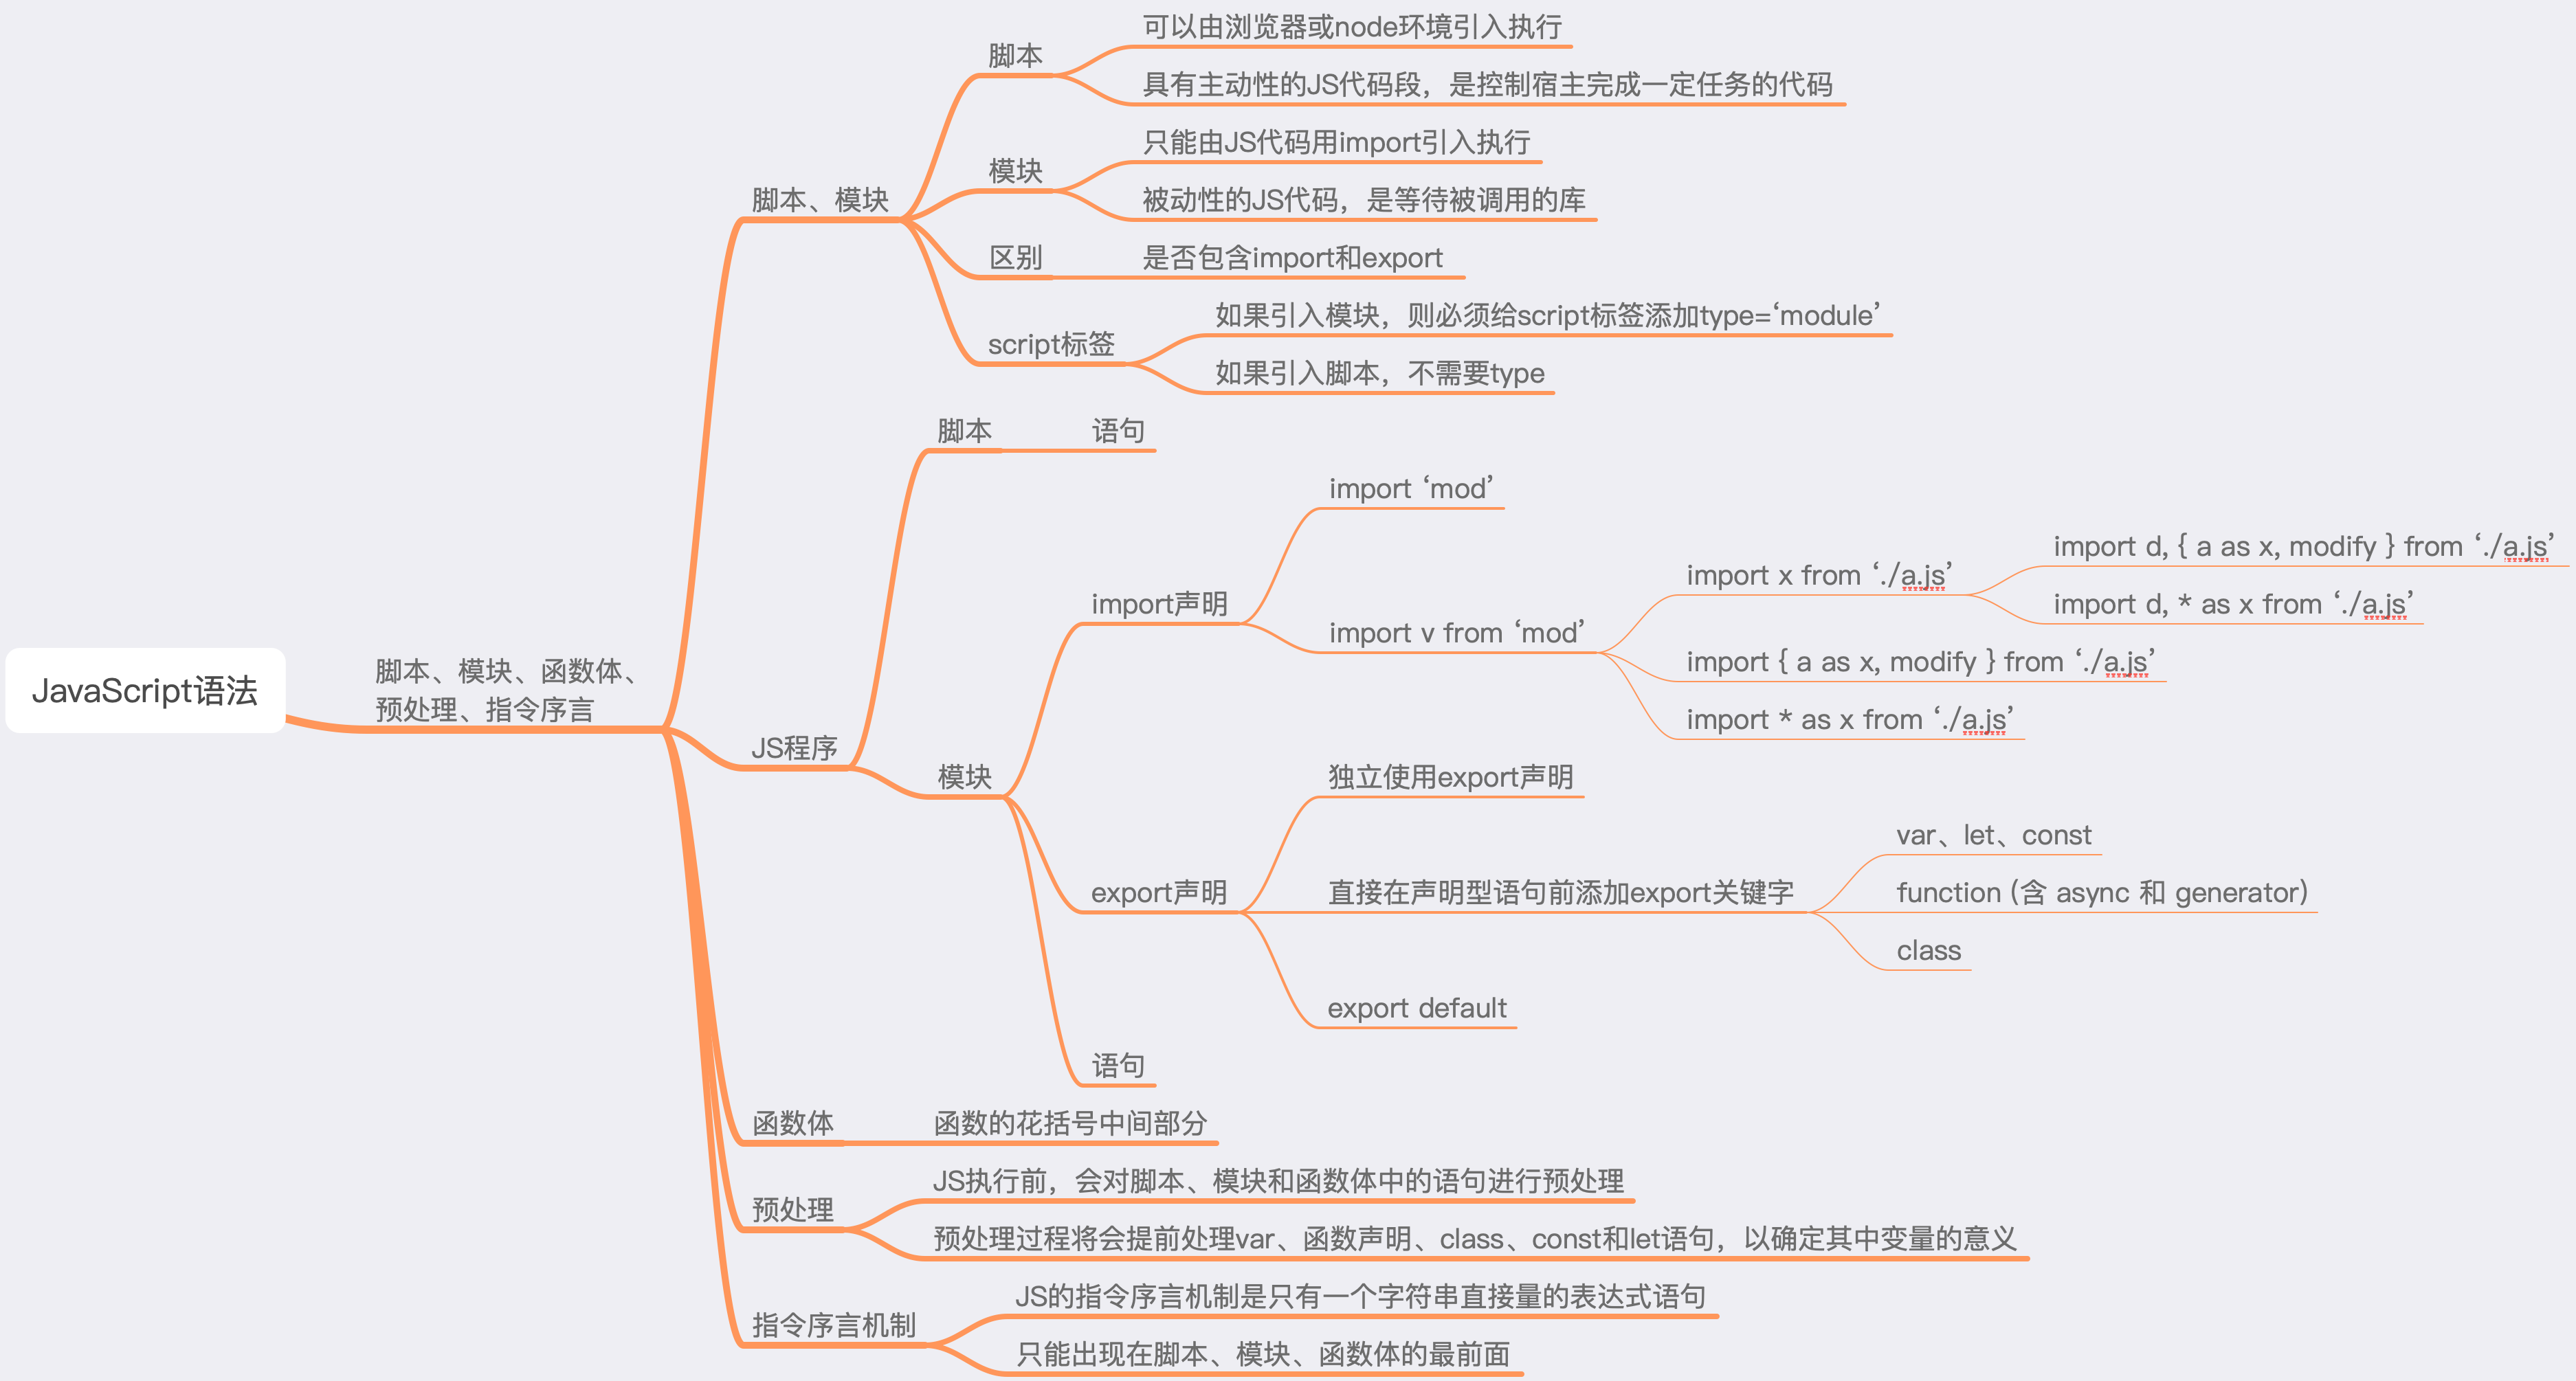 JavaScript语法
脚本、模块、函数体、
预处理、指令序言
脚本、模块
脚本
可以由浏览器或node环境引入执行
具有主动性的JS代码段，是控制宿主完成一定任务的代码
模块
只能由JS代码用import引入执行
被动性的JS代码，是等待被调用的库
区别
是否包含import和export
script标签
如果引入模块，则必须给script标签添加type=‘module’
如果引入脚本，不需要type
JS程序
脚本
语句
模块
import声明
import ‘mod’
import v from ‘mod’
import x from ‘./a.js’
import d, { a as x, modify } from ‘./a.js’
import d, * as x from ‘./a.js’
import { a as x, modify } from ‘./a.js’
import * as x from ‘./a.js’
export声明
独立使用export声明
直接在声明型语句前添加export关键字
var、let、const
function (含 async 和 generator)
class
export default
语句
函数体
函数的花括号中间部分
预处理
JS执行前，会对脚本、模块和函数体中的语句进行预处理
预处理过程将会提前处理var、函数声明、class、const和let语句，以确定其中变量的意义
指令序言机制
JS的指令序言机制是只有一个字符串直接量的表达式语句
只能出现在脚本、模块、函数体的最前面